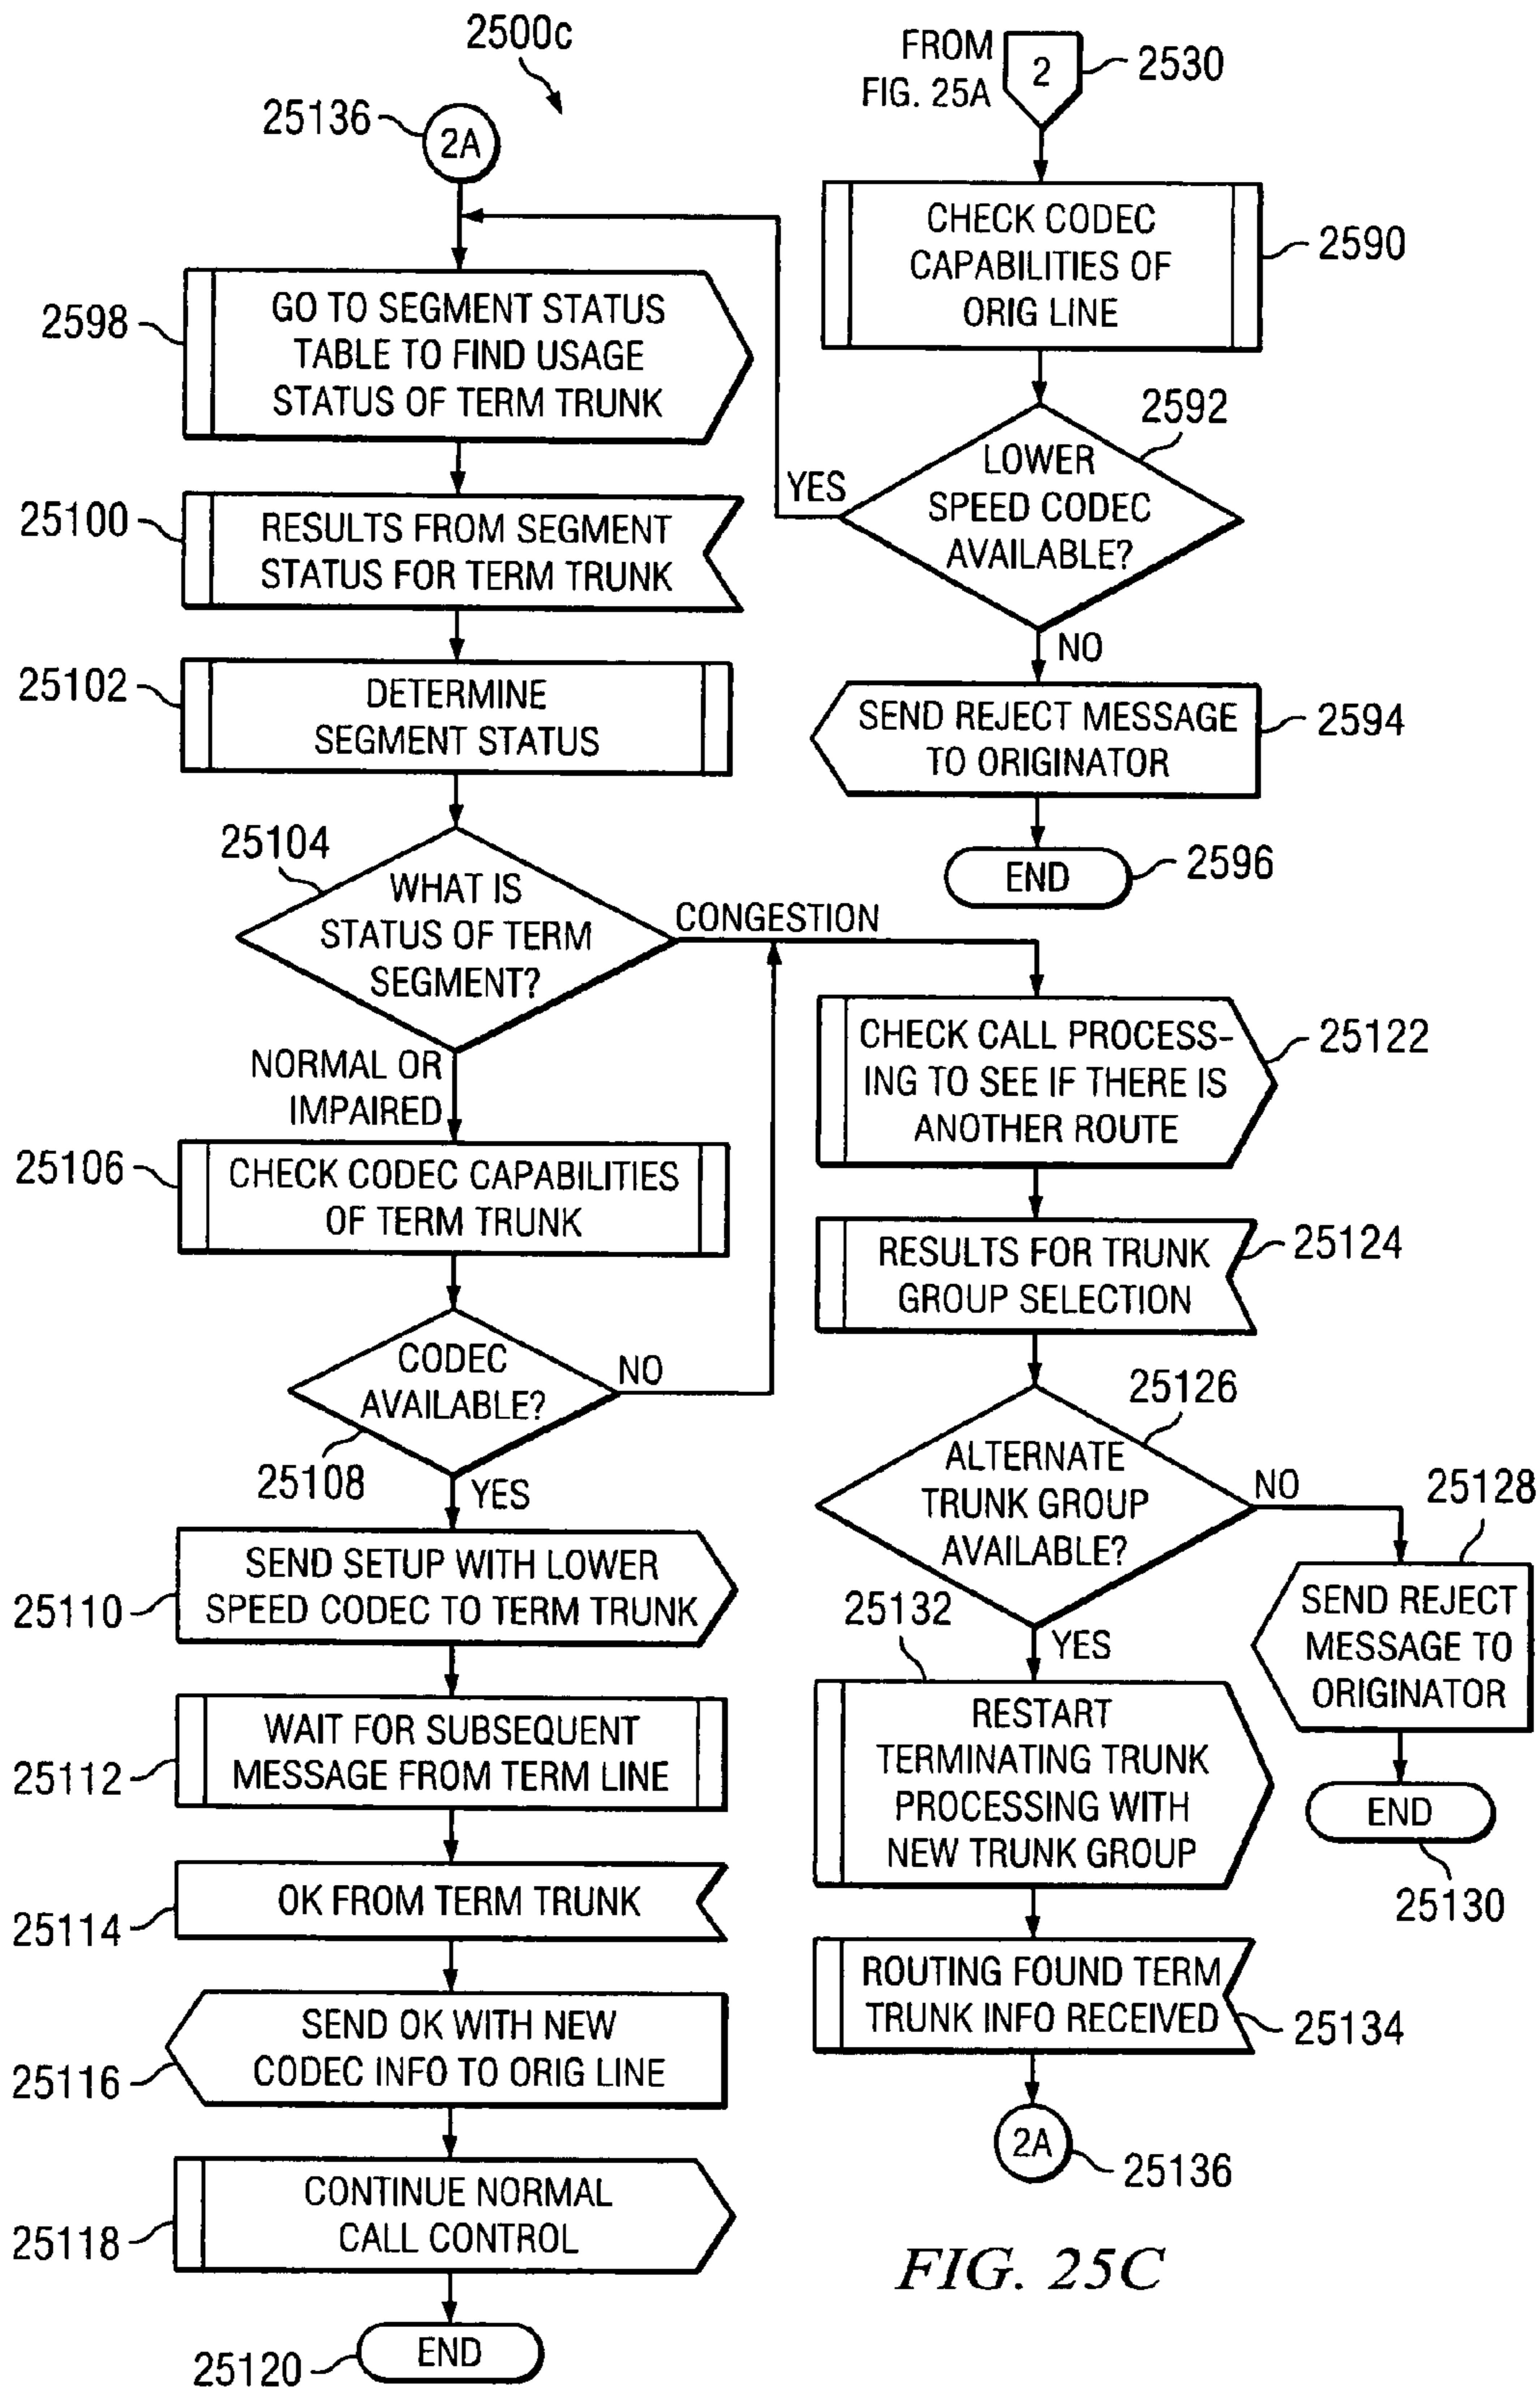 2500c
25136
2A
2598
GO TO SEGMENT STATUS
TABLE TO FIND USAGE
STATUS OF TERM TRUNK
25100
RESULTS FROM SEGMENT
STATUS FOR TERM TRUNK
25102
DETERMINE
SEGMENT STATUS
25104
WHAT IS
STATUS OF TERM
SEGMENT?
CONGESTION
NORMAL OR
IMPAIRED
25106
CHECK CODEC CAPABILITIES
OF TERM TRUNK
CODEC
AVAILABLE?
NO
25108
YES
SEND SETUP WITH LOWER
SPEED CODEC TO TERM TRUNK
25110
WAIT FOR SUBSEQUENT
MESSAGE FROM TERM LINE
25112
OK FROM TERM TRUNK
25114
SEND OK WITH NEW
CODEC INFO TO ORIG LINE
25116
CONTINUE NORMAL
CALL CONTROL
25118
END
25120
FROM
FIG. 25A
2
2530
CHECK CODEC
CAPABILITIES OF
ORIG LINE
2590
2592
LOWER
SPEED CODEC
AVAILABLE?
YES
NO
SEND REJECT MESSAGE
TO ORIGINATOR
2594
END
2596
CHECK CALL PROCESS-
ING TO SEE IF THERE IS
ANOTHER ROUTE
25122
RESULTS FOR TRUNK
GROUP SELECTION
25124
25126
ALTERNATE
TRUNK GROUP
AVAILABLE?
NO
25128
SEND REJECT
MESSAGE TO
ORIGINATOR
END
25130
25132
YES
RESTART
TERMINATING TRUNK
PROCESSING WITH
NEW TRUNK GROUP
ROUTING FOUND TERM
TRUNK INFO RECEIVED
25134
2A
25136
FIG. 25C